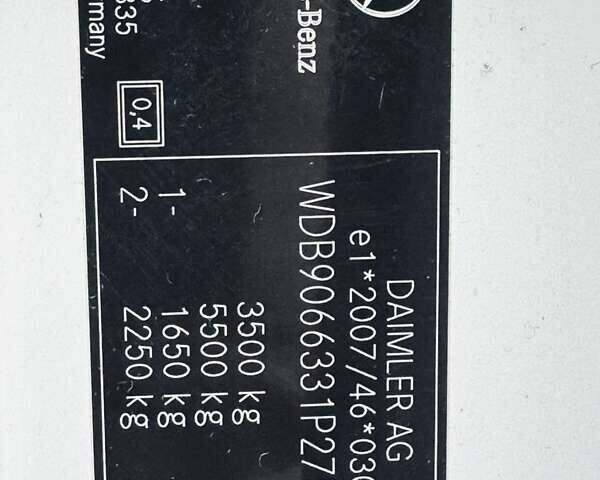 -Benz
DAIMLER AG
e1*2007/46*030
WDB9066331P27
3500 kg
5500 kg
1- 1650 kg
2- 2250 kg
0,4
335
many